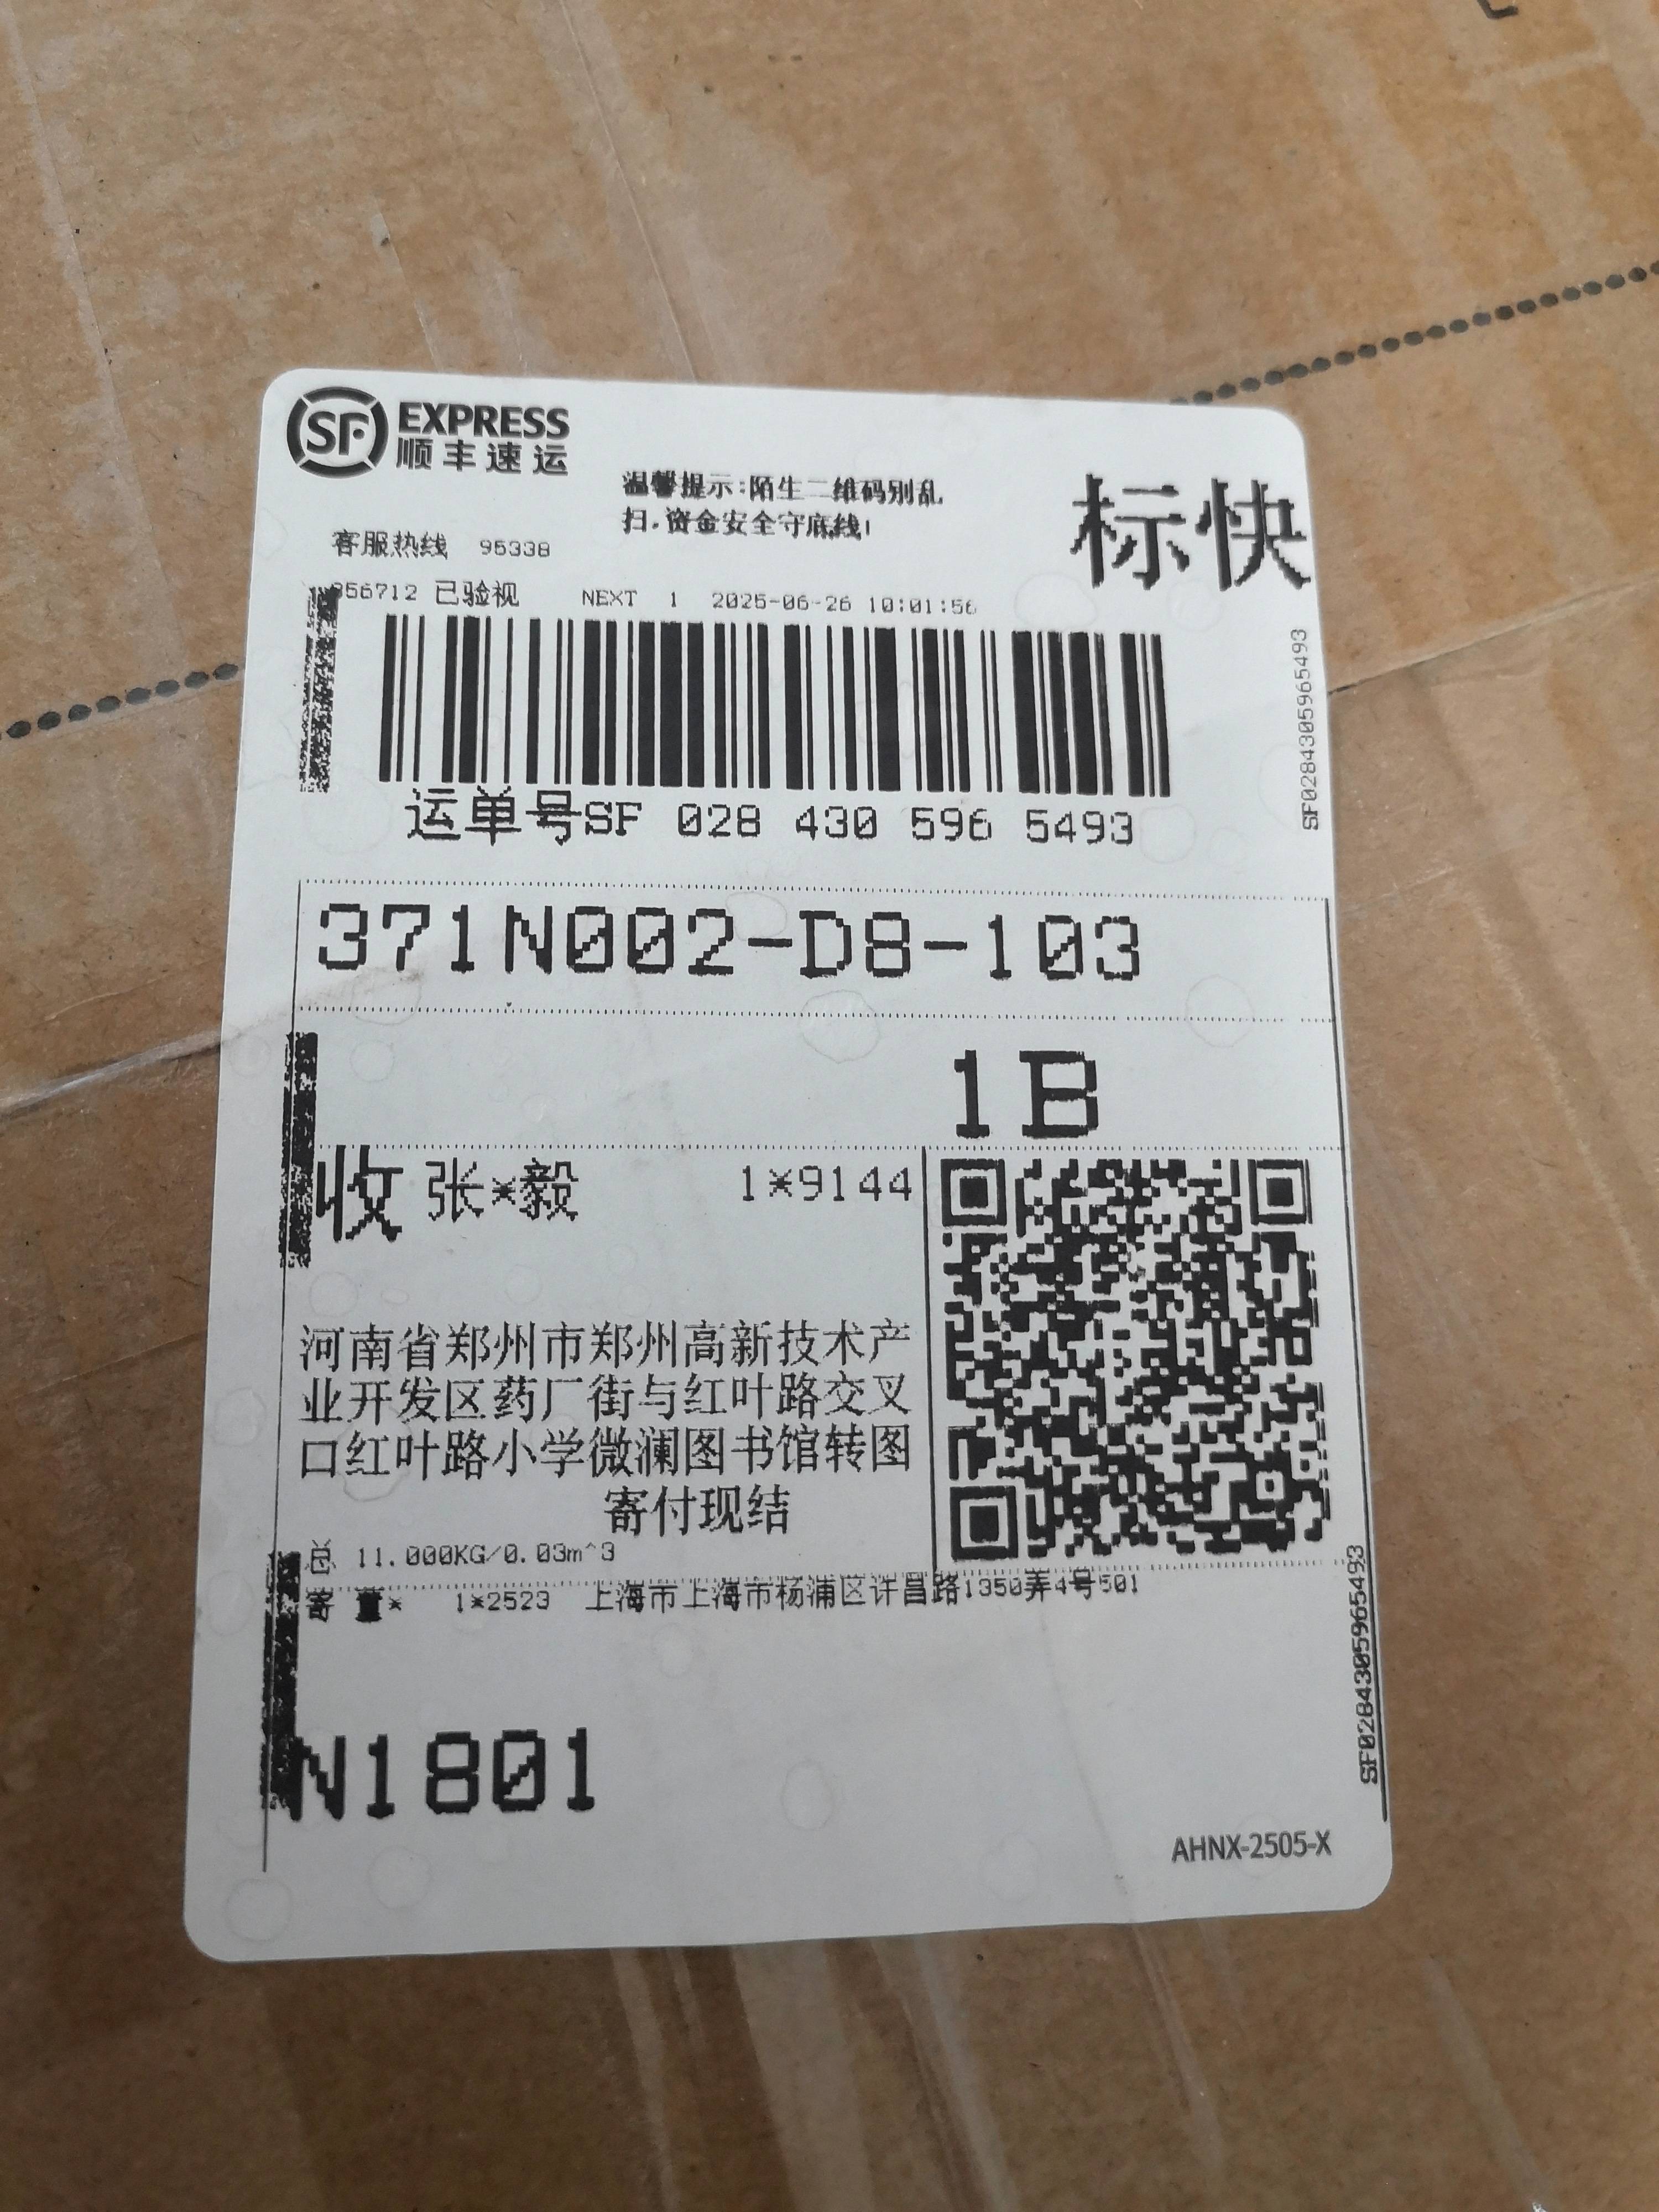 SF EXPRESS
顺丰速运
温馨提示:陌生二维码别乱
扫,资金安全守底线!
标快
客服热线 95338
856712 已验视 NEXT 1 2025-06-26 10:01:56
SF0284305965493
运单号SF 028 430 596 5493
371N002-D8-103
1B
收 张*毅 1*9144
河南省郑州市郑州高新技术产
业开发区药厂街与红叶路交叉
口红叶路小学微澜图书馆转图
寄付现结
总 11.000KG/0.03m^3
寄 * 1*2523 上海市上海市杨浦区许昌路1350弄4号501
SF0284305965493
N1801
AHNX-2505-X